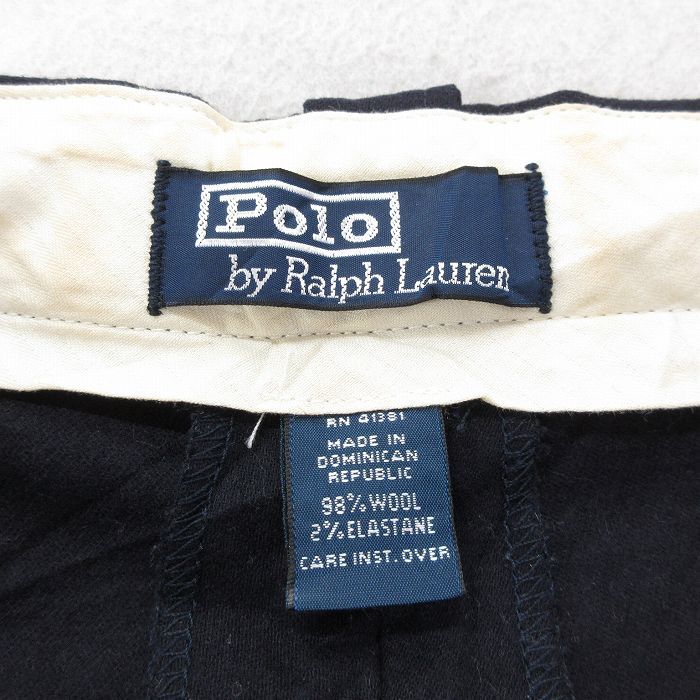 Polo
by Ralph Lauren
RN 41381
MADE IN
DOMINICAN
REPUBLIC
98% WOOL
2% ELASTANE
CARE INST. OVER